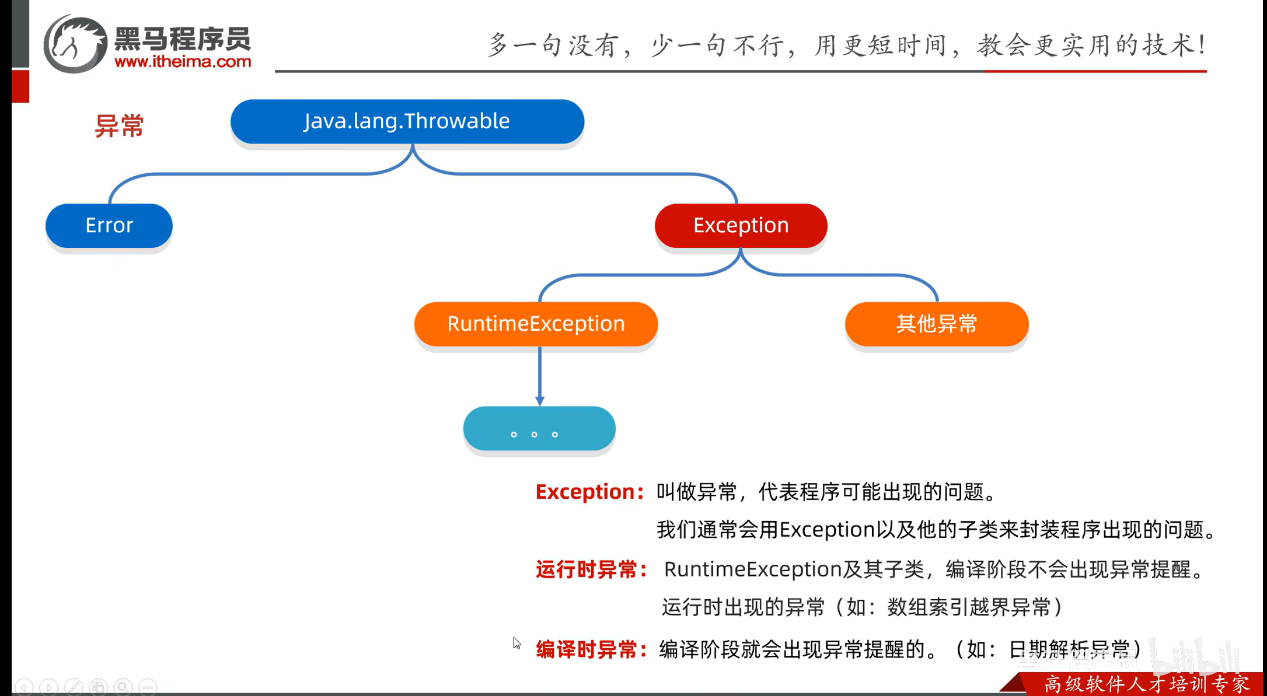 黑马程序员
www.itheima.com
多一句没有，少一句不行，用更短时间，教会更实用的技术！
异常
Java.lang.Throwable
Error
Exception
RuntimeException
其他异常
。。。
Exception：叫做异常，代表程序可能出现的问题。
我们通常会用Exception以及他的子类来封装程序出现的问题。
运行时异常：RuntimeException及其子类，编译阶段不会出现异常提醒。
运行时出现的异常（如：数组索引越界异常）
编译时异常：编译阶段就会出现异常提醒的。（如：日期解析异常）
bilibili
高级软件人才培训专家